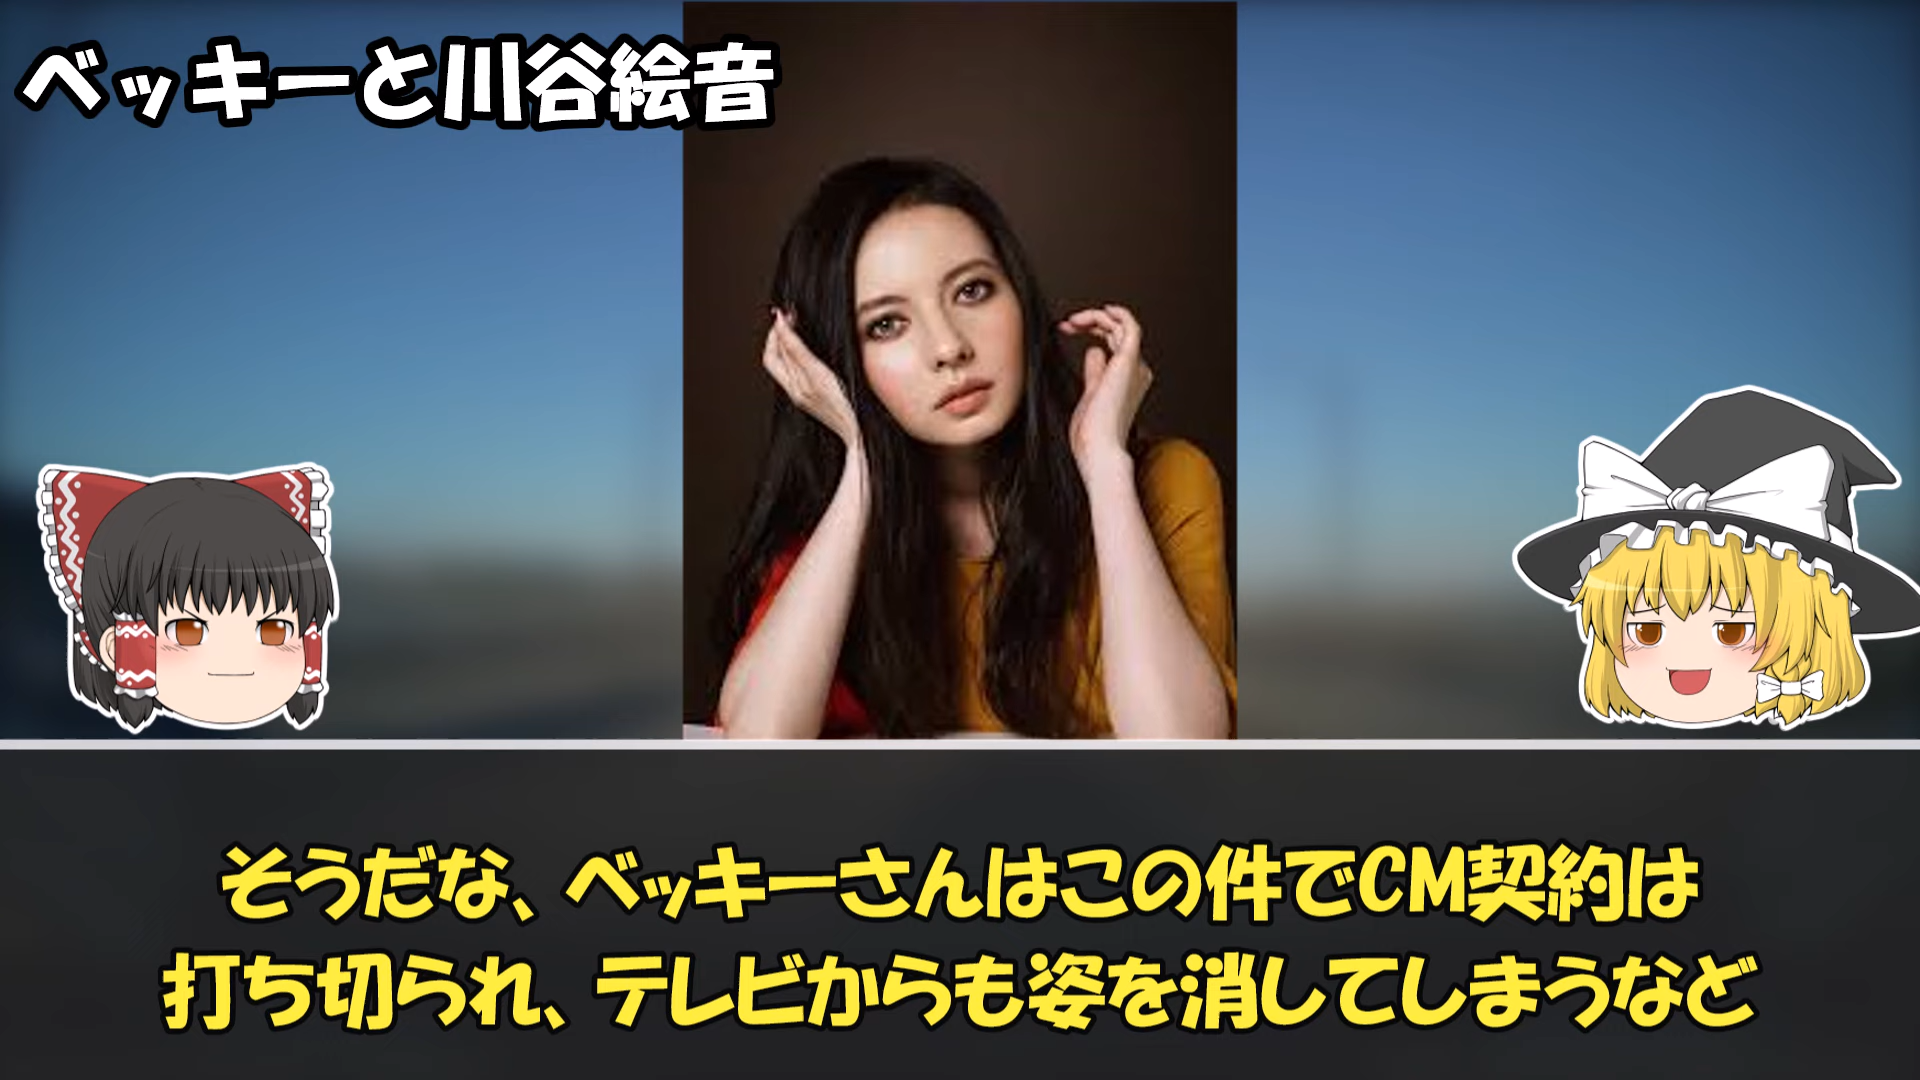 ベッキーと川谷絵音
そうだな、ベッキーさんはこの件でCM契約は
打ち切られ、テレビからも姿を消してしまうなど